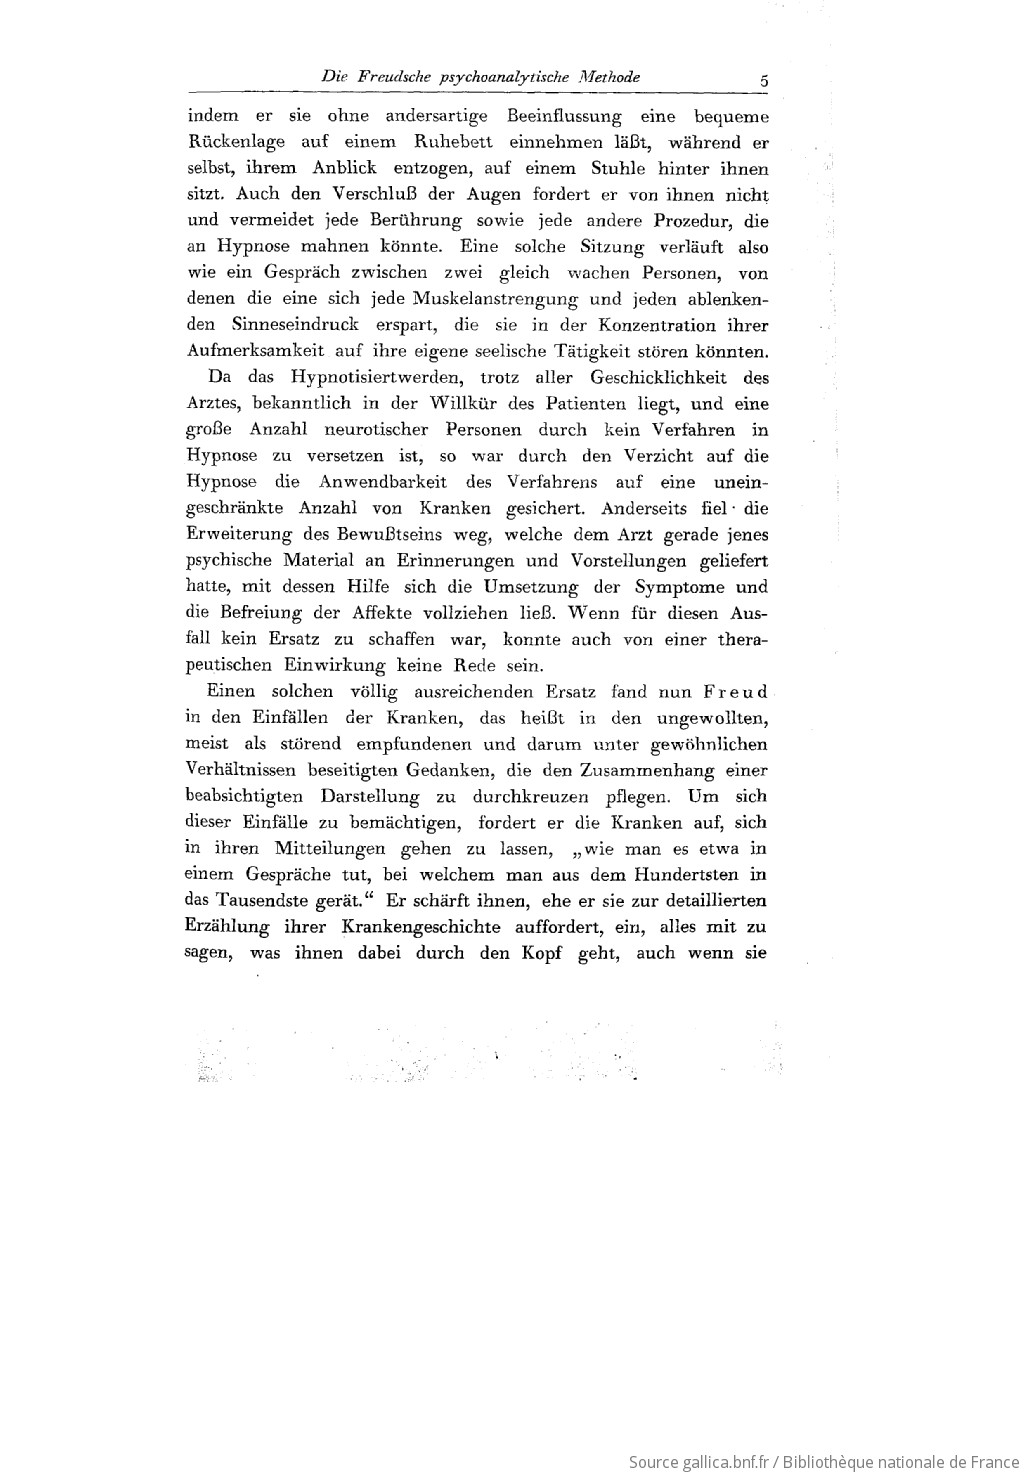 Die Freudsche psychoanalytische Methode 5
indem er sie ohne andersartige Beeinflussung eine bequeme
Rückenlage auf einem Ruhebett einnehmen läßt, während er
selbst, ihrem Anblick entzogen, auf einem Stuhle hinter ihnen
sitzt. Auch den Verschluß der Augen fordert er von ihnen nicht
und vermeidet jede Berührung sowie jede andere Prozedur, die
an Hypnose mahnen könnte. Eine solche Sitzung verläuft also
wie ein Gespräch zwischen zwei gleich wachen Personen, von
denen die eine sich jede Muskelanstrengung und jeden ablenken-
den Sinneseindruck erspart, die sie in der Konzentration ihrer
Aufmerksamkeit auf ihre eigene seelische Tätigkeit stören könnten.
Da das Hypnotisiertwerden, trotz aller Geschicklichkeit des
Arztes, bekanntlich in der Willkür des Patienten liegt, und eine
große Anzahl neurotischer Personen durch kein Verfahren in
Hypnose zu versetzen ist, so war durch den Verzicht auf die
Hypnose die Anwendbarkeit des Verfahrens auf eine unein-
geschränkte Anzahl von Kranken gesichert. Anderseits fiel die
Erweiterung des Bewußtseins weg, welche dem Arzt gerade jenes
psychische Material an Erinnerungen und Vorstellungen geliefert
hatte, mit dessen Hilfe sich die Umsetzung der Symptome und
die Befreiung der Affekte vollziehen ließ. Wenn für diesen Aus-
fall kein Ersatz zu schaffen war, konnte auch von einer thera-
peutischen Einwirkung keine Rede sein.
Einen solchen völlig ausreichenden Ersatz fand nun Freud
in den Einfällen der Kranken, das heißt in den ungewollten,
meist als störend empfundenen und darum unter gewöhnlichen
Verhältnissen beseitigten Gedanken, die den Zusammenhang einer
beabsichtigten Darstellung zu durchkreuzen pflegen. Um sich
dieser Einfälle zu bemächtigen, fordert er die Kranken auf, sich
in ihren Mitteilungen gehen zu lassen, „wie man es etwa in
einem Gespräche tut, bei welchem man aus dem Hundertsten in
das Tausendste gerät.“ Er schärft ihnen, ehe er sie zur detaillierten
Erzählung ihrer Krankengeschichte auffordert, ein, alles mit zu
sagen, was ihnen dabei durch den Kopf geht, auch wenn sie
Source gallica.bnf.fr / Bibliothèque nationale de France